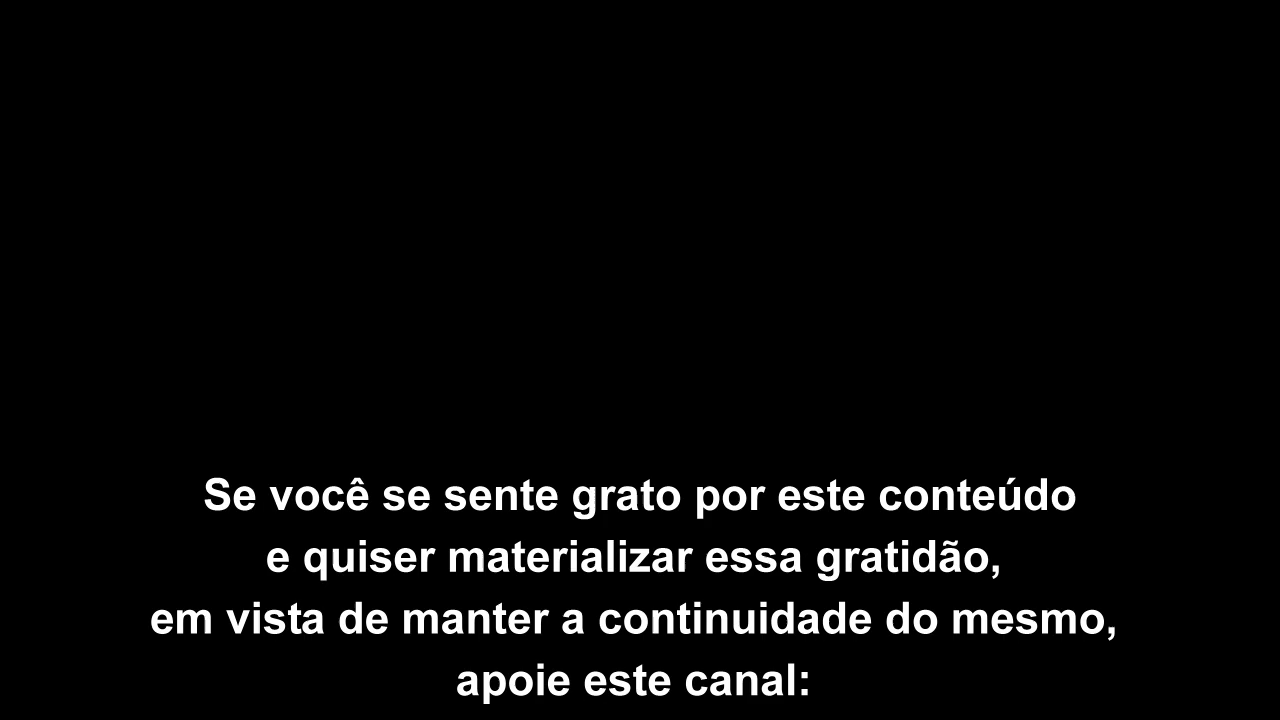 Se você se sente grato por este conteúdo
e quiser materializar essa gratidão,
em vista de manter a continuidade do mesmo,
apoie este canal: